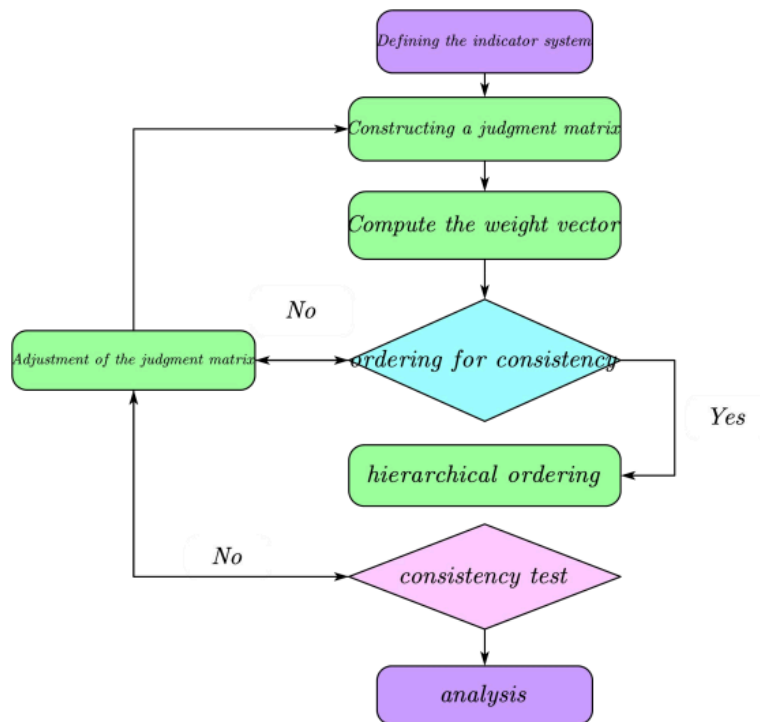 Defining the indicator system
Constructing a judgment matrix
Compute the weight vector
No
ordering for consistency
Adjustment of the judgment matrix
Yes
hierarchical ordering
No
consistency test
analysis